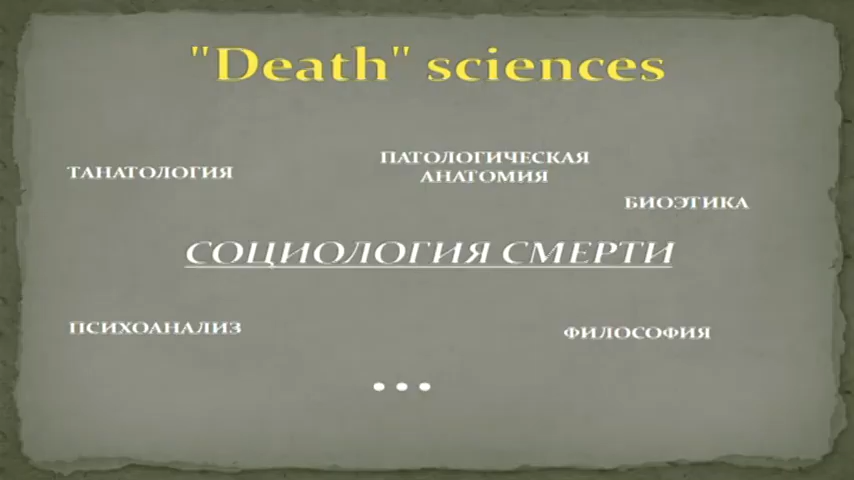 "Death" sciences
ТАНАТОЛОГИЯ
ПАТОЛОГИЧЕСКАЯ
АНАТОМИЯ
БИОЭТИКА
СОЦИОЛОГИЯ СМЕРТИ
ПСИХОАНАЛИЗ
ФИЛОСОФИЯ
...